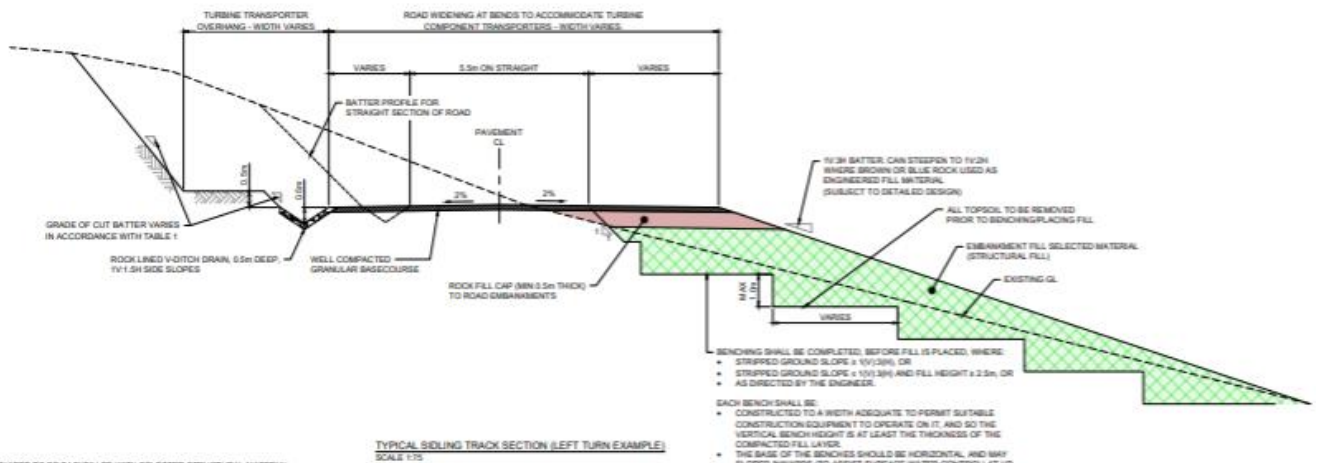 TURBINE TRANSPORTER
OVERHANG - WIDTH VARIES
ROAD WIDENING AT BENDS TO ACCOMMODATE TURBINE
COMPONENT TRANSPORTERS - WIDTH VARIES
VARIES
5.5m ON STRAIGHT
VARIES
BATTER PROFILE FOR
STRAIGHT SECTION OF ROAD
PAVEMENT
CL
2%
2%
0.5m
0.5m
1V:3H BATTER, CAN STEEPEN TO 1V:2H
WHERE BROWN OR BLUE ROCK USED AS
ENGINEERED FILL MATERIAL
(SUBJECT TO DETAILED DESIGN)
ALL TOPSOIL TO BE REMOVED
PRIOR TO BENCHING/PLACING FILL
GRADE OF CUT BATTER VARIES
IN ACCORDANCE WITH TABLE 1
EMBANKMENT FILL SELECTED MATERIAL
(STRUCTURAL FILL)
ROCK LINED V-DITCH DRAIN, 0.5m DEEP,
1V:1.5H SIDE SLOPES
WELL COMPACTED
GRANULAR BASECOURSE
1
EXISTING GL
ROCK FILL CAP (MIN 0.5m THICK)
TO ROAD EMBANKMENTS
MAX
1.0m
VARIES
BENCHING SHALL BE COMPLETED, BEFORE FILL IS PLACED, WHERE:
• STRIPPED GROUND SLOPE ≥ 1(V):3(H), OR
• STRIPPED GROUND SLOPE < 1(V):3(H) AND FILL HEIGHT ≥ 2.5m, OR
• AS DIRECTED BY THE ENGINEER.
EACH BENCH SHALL BE:
• CONSTRUCTED TO A WIDTH ADEQUATE TO PERMIT SUITABLE
CONSTRUCTION EQUIPMENT TO OPERATE ON IT, AND SO THE
VERTICAL BENCH HEIGHT IS AT LEAST THE THICKNESS OF THE
COMPACTED FILL LAYER.
• THE BASE OF THE BENCHES SHOULD BE HORIZONTAL, AND MAY
TYPICAL SIDLING TRACK SECTION (LEFT TURN EXAMPLE)
SCALE 1:75